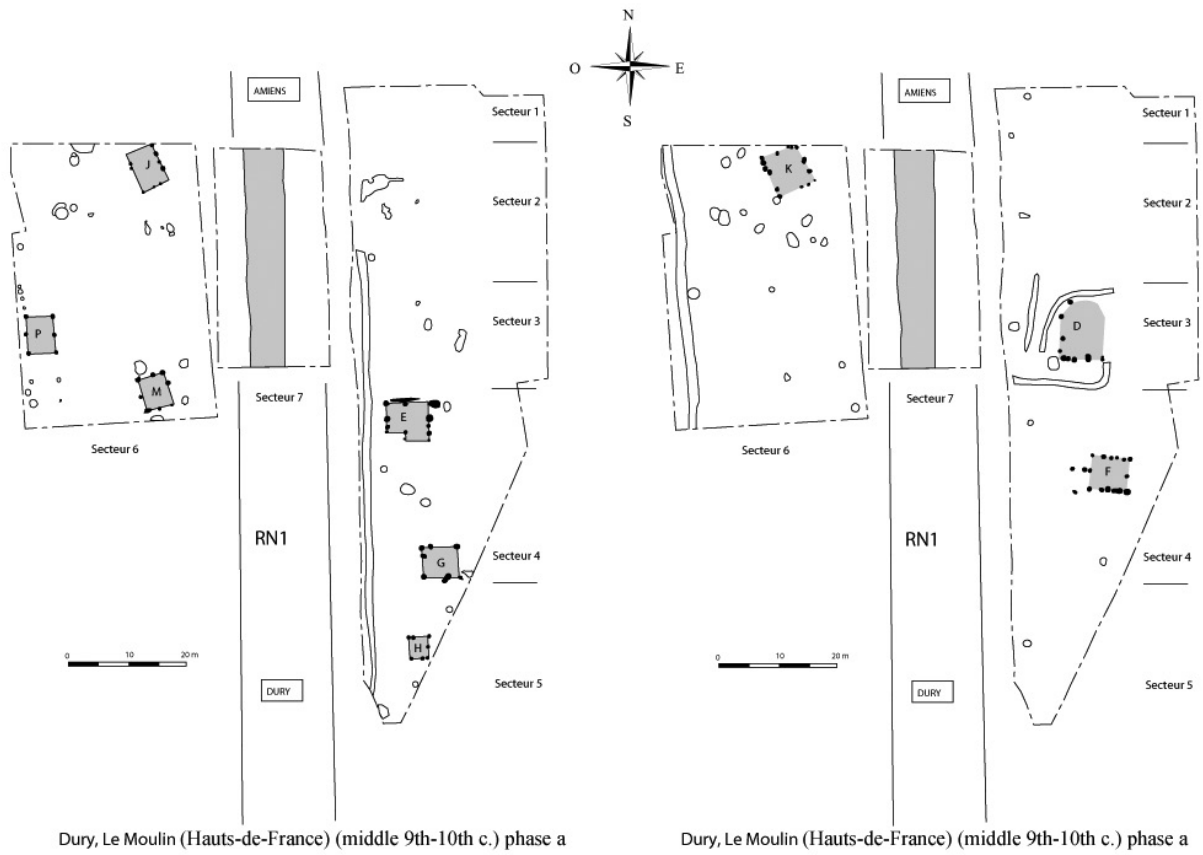 N
O E
S
AMIENS
Secteur 1
J
Secteur 2
P
Secteur 3
M
Secteur 7
E
Secteur 6
RN1
G
Secteur 4
H
0 10 20 m
DURY
Secteur 5
Dury, Le Moulin (Hauts-de-France) (middle 9th-10th c.) phase a
AMIENS
Secteur 1
K
Secteur 2
D
Secteur 3
Secteur 7
Secteur 6
F
RN1
Secteur 4
0 10 20 m
DURY
Secteur 5
Dury, Le Moulin (Hauts-de-France) (middle 9th-10th c.) phase a